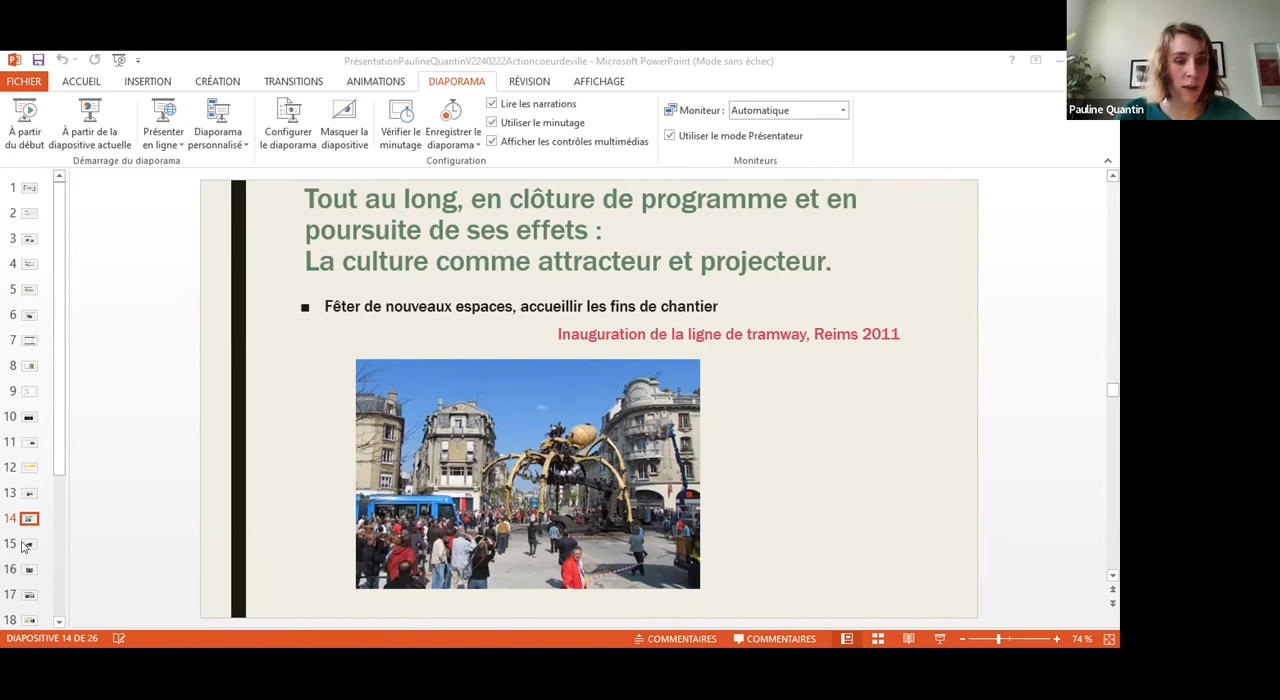 PrésentationPaulineQuantinV2240222Actioncoeurdeville - Microsoft PowerPoint (Mode sans échec)
FICHIER ACCUEIL INSERTION CRÉATION TRANSITIONS ANIMATIONS DIAPORAMA RÉVISION AFFICHAGE
À partir du début
À partir de la diapositive actuelle
Présenter en ligne
Diaporama personnalisé
Démarrage du diaporama
Configurer le diaporama
Masquer la diapositive
Vérifier le minutage
Enregistrer le diaporama
Lire les narrations
Utiliser le minutage
Afficher les contrôles multimédias
Configuration
Moniteur : Automatique
Utiliser le mode Présentateur
Moniteurs
Pauline Quantin
1
2
3
4
5
6
7
8
9
10
11
12
13
14
15
16
17
18
Tout au long, en clôture de programme et en
poursuite de ses effets :
La culture comme attracteur et projecteur.
■ Fêter de nouveaux espaces, accueillir les fins de chantier
Inauguration de la ligne de tramway, Reims 2011
DIAPOSITIVE 14 DE 26
COMMENTAIRES COMMENTAIRES
74 %